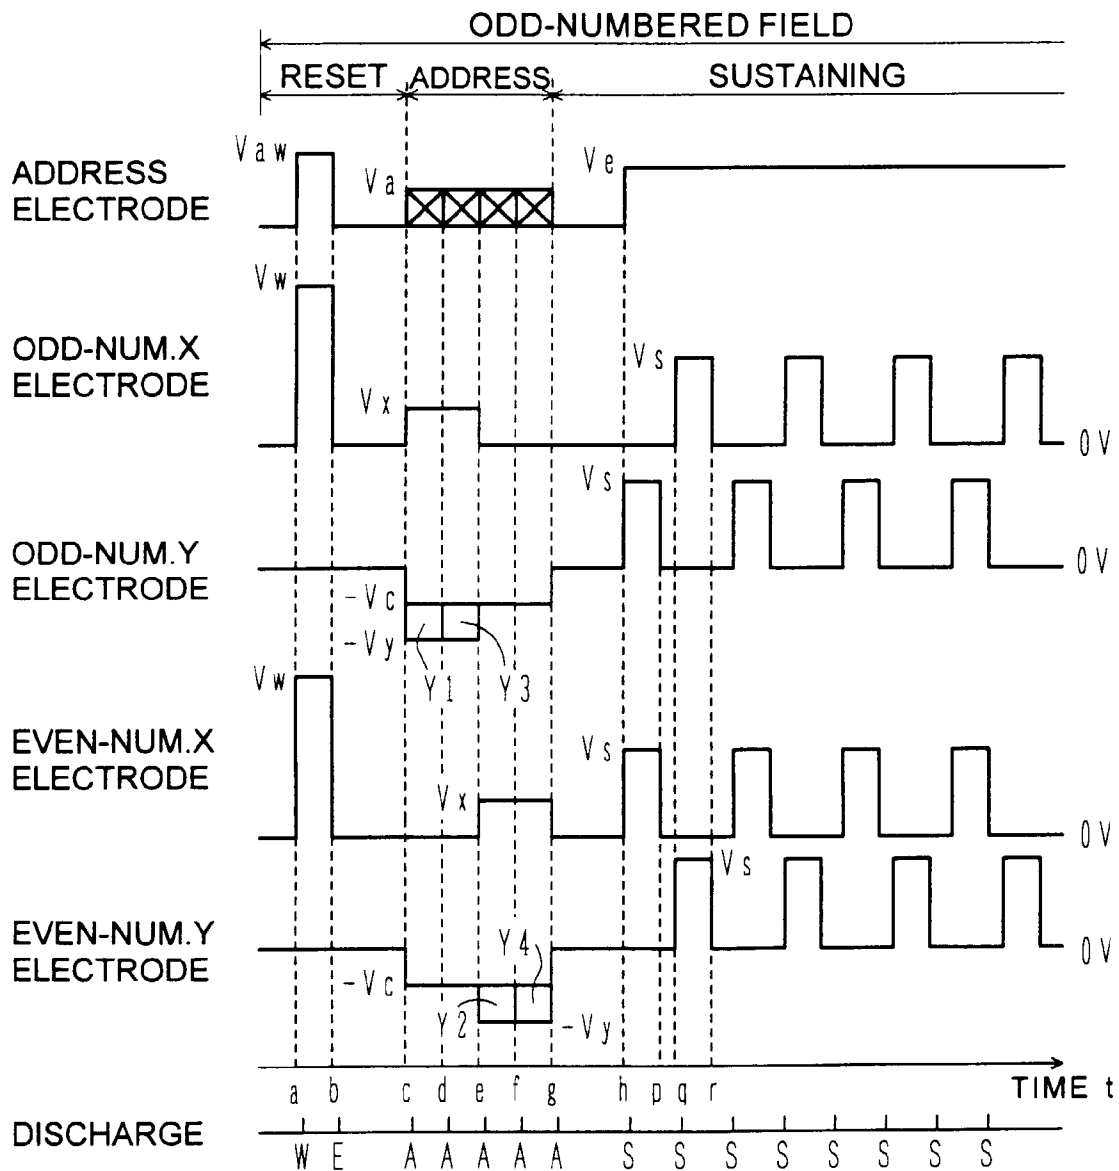 ODD-NUMBERED FIELD
RESET ADDRESS SUSTAINING
Vaw
ADDRESS
ELECTRODE
Va
Ve
Vw
ODD-NUM.X
ELECTRODE
Vs
Vx
0V
Vs
ODD-NUM.Y
ELECTRODE
0V
-Vc
-Vy
Y1 Y3
Vw
EVEN-NUM.X
ELECTRODE
Vs
Vx
0V
Vs
EVEN-NUM.Y
ELECTRODE
Y4
0V
-Vc
Y2
-Vy
a b c d e f g h p q r TIME t
DISCHARGE
W E A A A A A S S S S S S S S